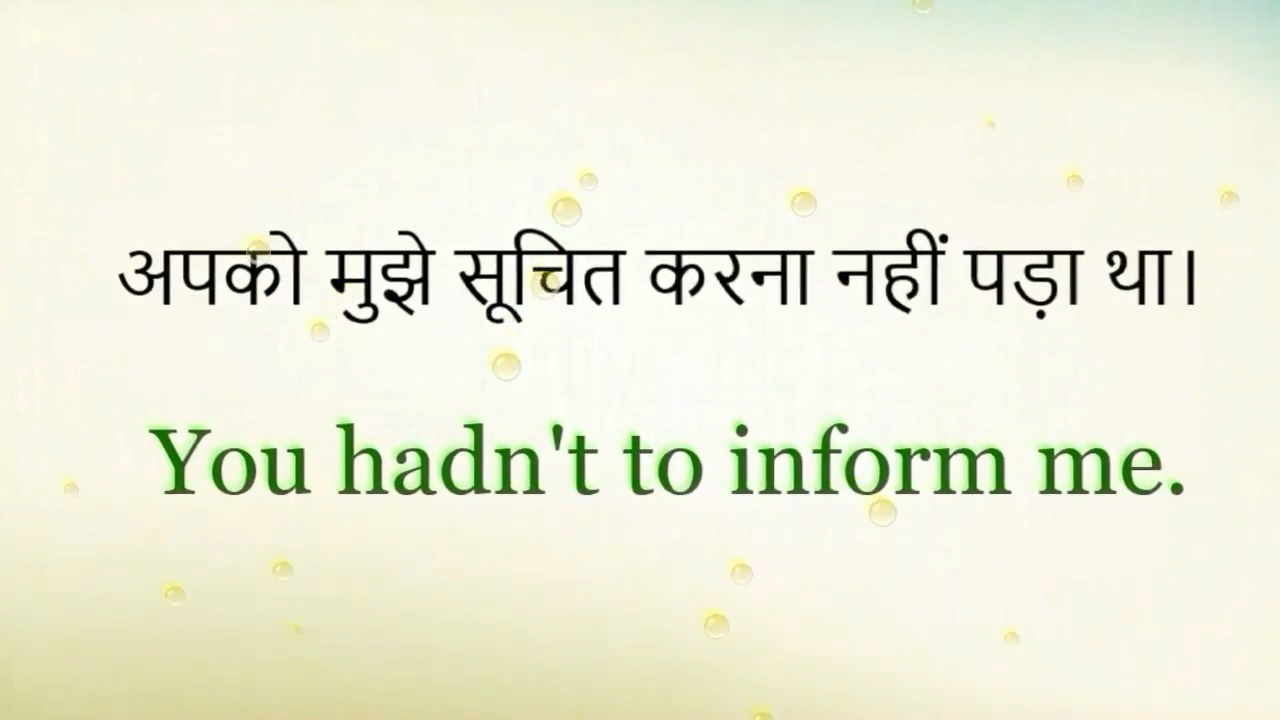 अपको मुझे सूचित करना नहीं पड़ा था।
You hadn't to inform me.